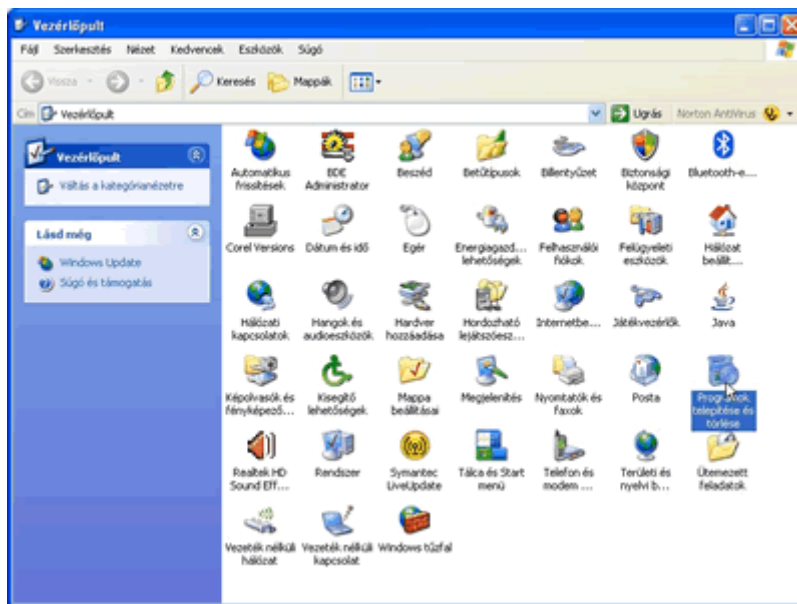 Vezérlőpult
Fájl Szerkesztés Nézet Kedvencek Eszközök Súgó
Vissza Keresés Mappák
Cím Vezérlőpult Ugrás Norton AntiVirus
Vezérlőpult
Váltás a kategórianézetre
Lásd még
Windows Update
Súgó és támogatás
Automatikus frissítések
BDE Administrator
Beszéd
Betűtípusok
Billentyűzet
Biztonsági központ
Bluetooth-e...
Corel Versions
Dátum és idő
Egér
Energiagazd... lehetőségek
Felhasználói fiókok
Felügyeleti eszközök
Hálózat beállít...
Hálózati kapcsolatok
Hangok és audioeszközök
Hardver hozzáadása
Hordozható lejátszóesz...
Internetbe...
Játékvezérlők
Java
Képolvasók és fényképező...
Kisegítő lehetőségek
Mappa beállításai
Megjelenítés
Nyomtatók és faxok
Posta
Programok telepítése és törlése
Realtek HD Sound Eff...
Rendszer
Symantec LiveUpdate
Tálca és Start menü
Telefon és modem ...
Területi és nyelvi b...
Ütemezett feladatok
Vezeték nélküli hálózat
Vezeték nélküli kapcsolat
Windows tűzfal